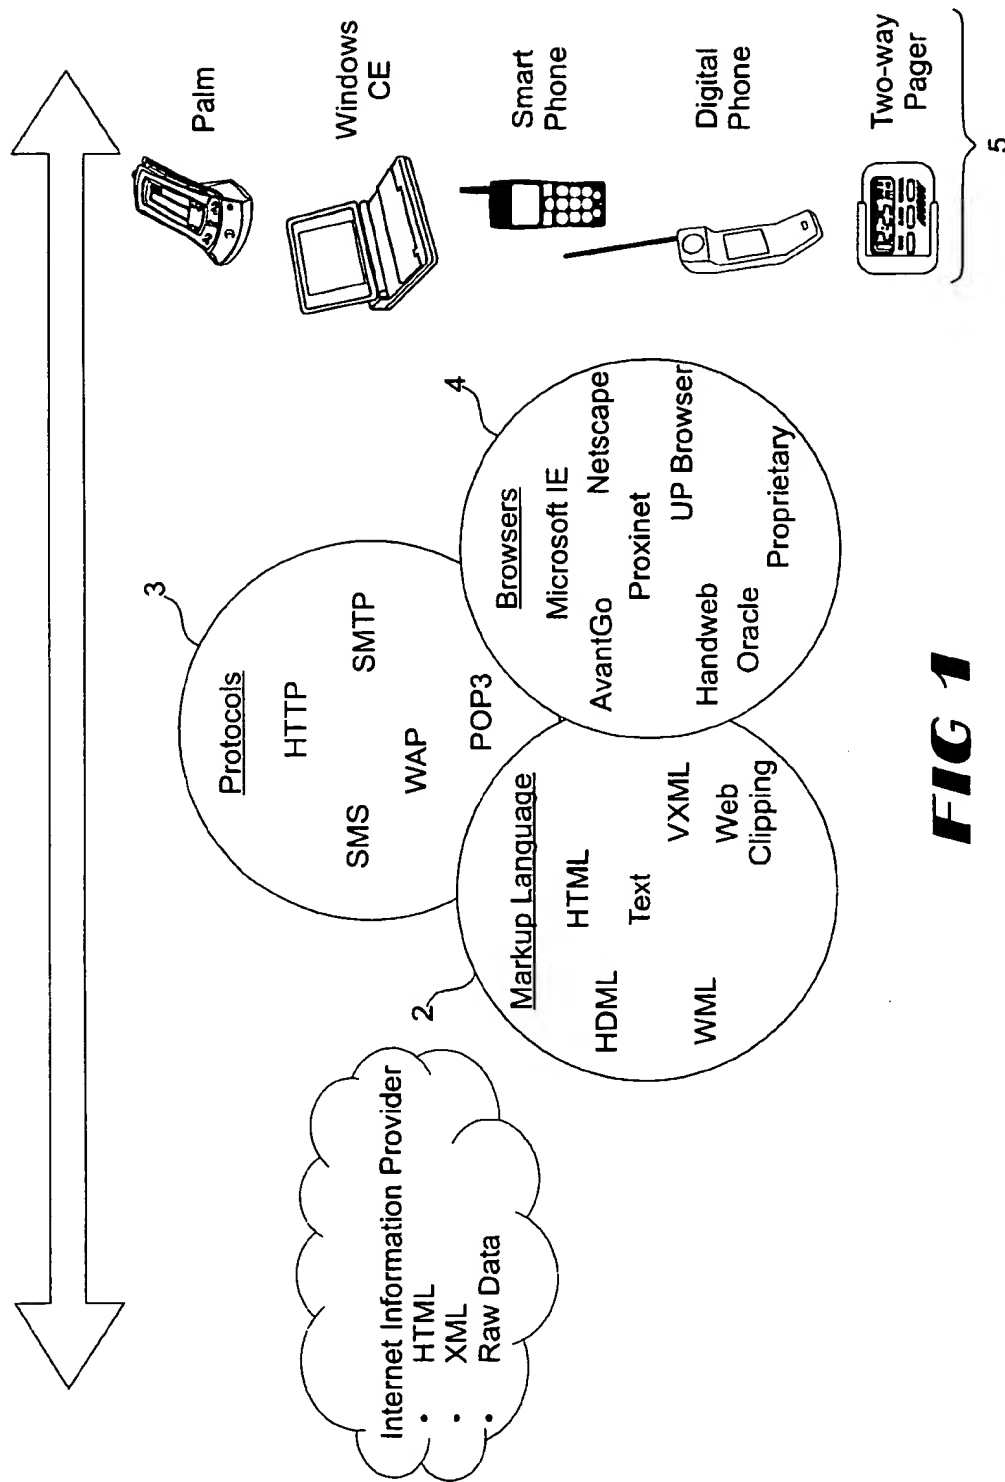 Internet Information Provider
• HTML
• XML
• Raw Data
2
Markup Language
HDML
HTML
Text
WML
VXML
Web
Clipping
3
Protocols
HTTP
SMS
SMTP
WAP
POP3
4
Browsers
Microsoft IE
AvantGo
Netscape
Proxinet
Handweb
UP Browser
Oracle
Proprietary
Palm
Windows
CE
Smart
Phone
Digital
Phone
Two-way
Pager
5
FIG 1